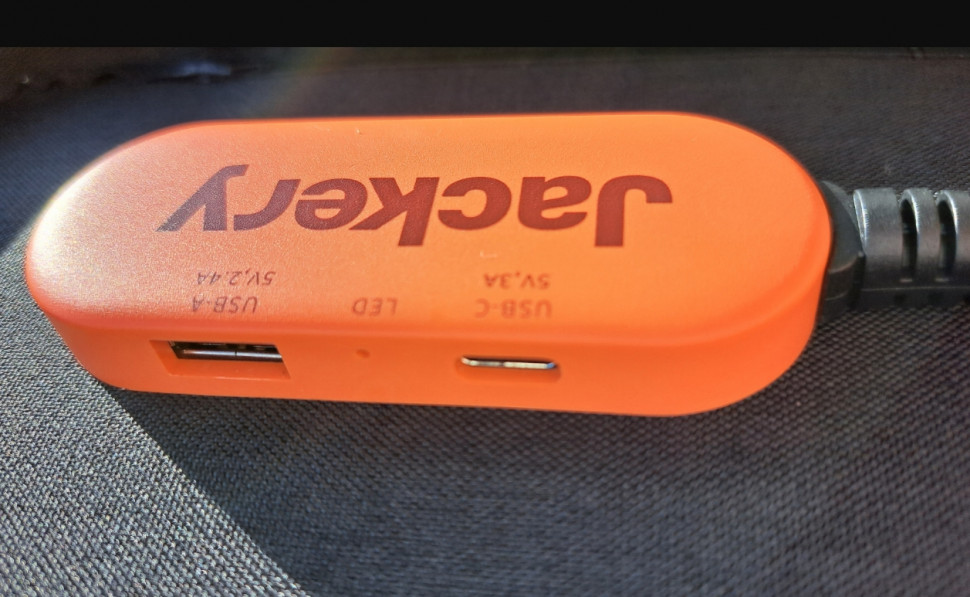 USB-C
5V,3A
LED
USB-A
5V,2.4A
Jackery